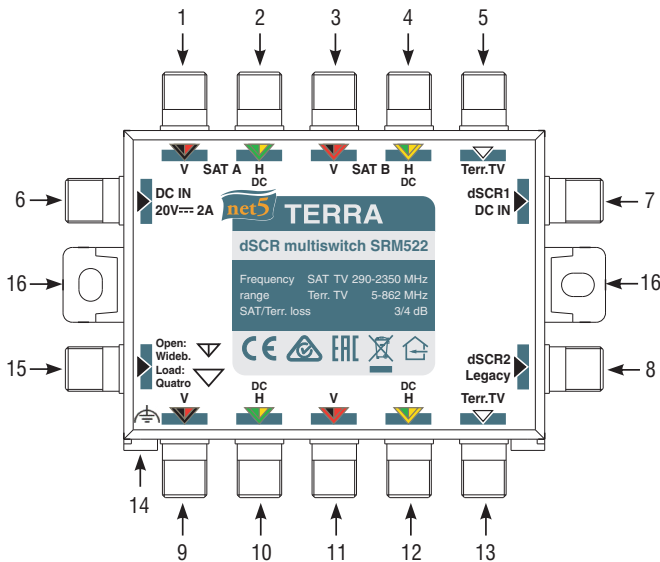 1 2 3 4 5
V SAT A H V SAT B H Terr.TV
DC DC
6
DC IN
20V 2A
net5
TERRA
dSCR1
DC IN
7
dSCR multiswitch SRM522
Frequency SAT TV 290-2350 MHz
range Terr. TV 5-862 MHz
SAT/Terr. loss 3/4 dB
16 16
CE EAC
15
Open:
Wideb.
Load:
Quatro
dSCR2
Legacy
8
DC DC
V H V H Terr.TV
14
9 10 11 12 13